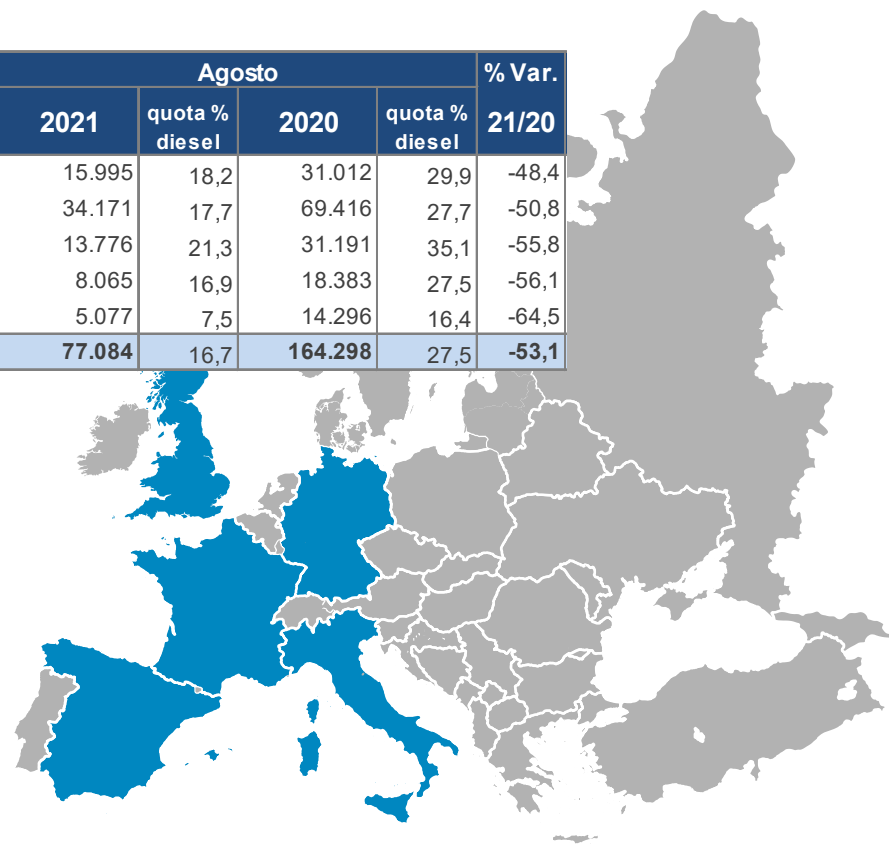 Agosto % Var.
2021 quota % diesel 2020 quota % diesel 21/20
15.995 18,2 31.012 29,9 -48,4
34.171 17,7 69.416 27,7 -50,8
13.776 21,3 31.191 35,1 -55,8
8.065 16,9 18.383 27,5 -56,1
5.077 7,5 14.296 16,4 -64,5
77.084 16,7 164.298 27,5 -53,1